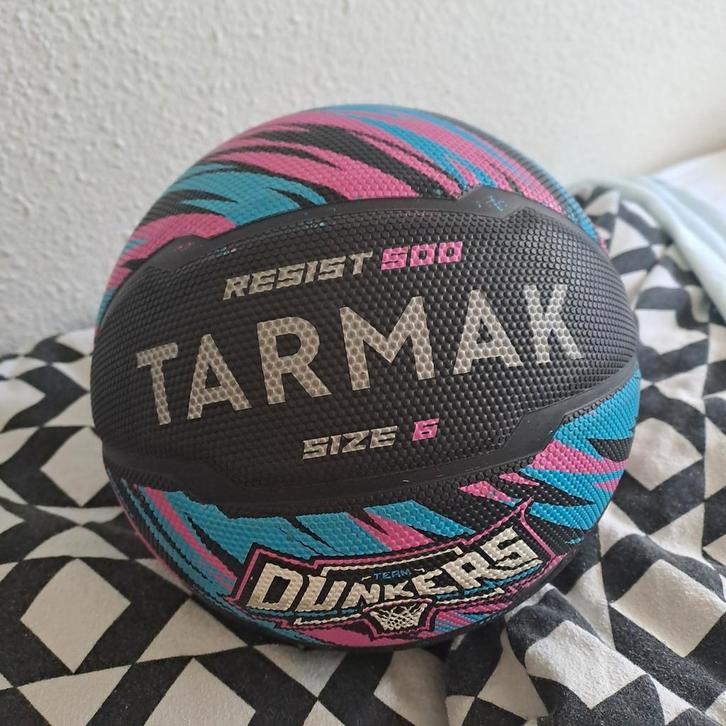 RESIST 500
TARMAK
SIZE 6
TEAM
DUNKERS